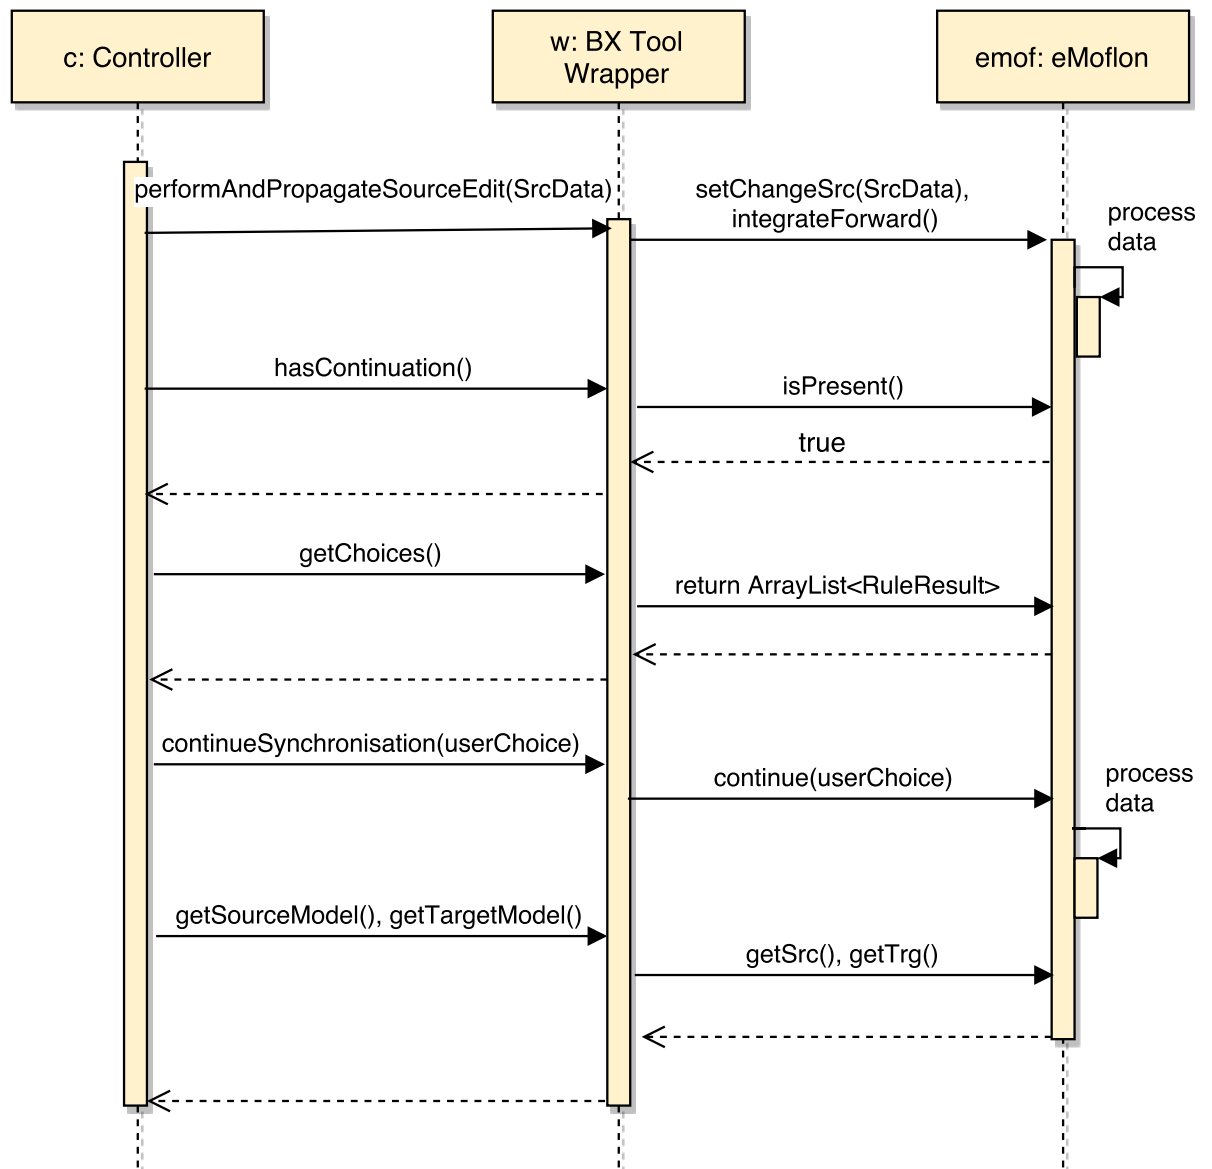 c: Controller
w: BX Tool
Wrapper
emof: eMoflon
performAndPropagateSourceEdit(SrcData)
setChangeSrc(SrcData),
integrateForward()
process
data
hasContinuation()
isPresent()
true
getChoices()
return ArrayList<RuleResult>
continueSynchronisation(userChoice)
continue(userChoice)
process
data
getSourceModel(), getTargetModel()
getSrc(), getTrg()